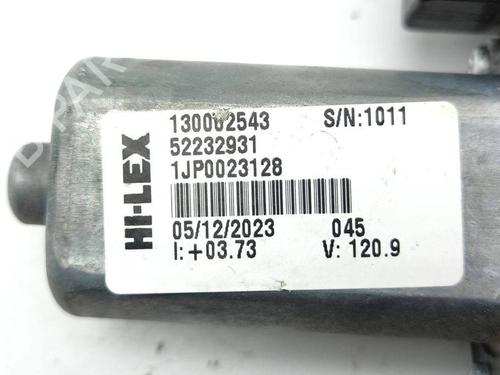 HI-LEX
130002543 S/N:1011
52232931
1JP0023128
05/12/2023 045
I:+03.73 V: 120.9